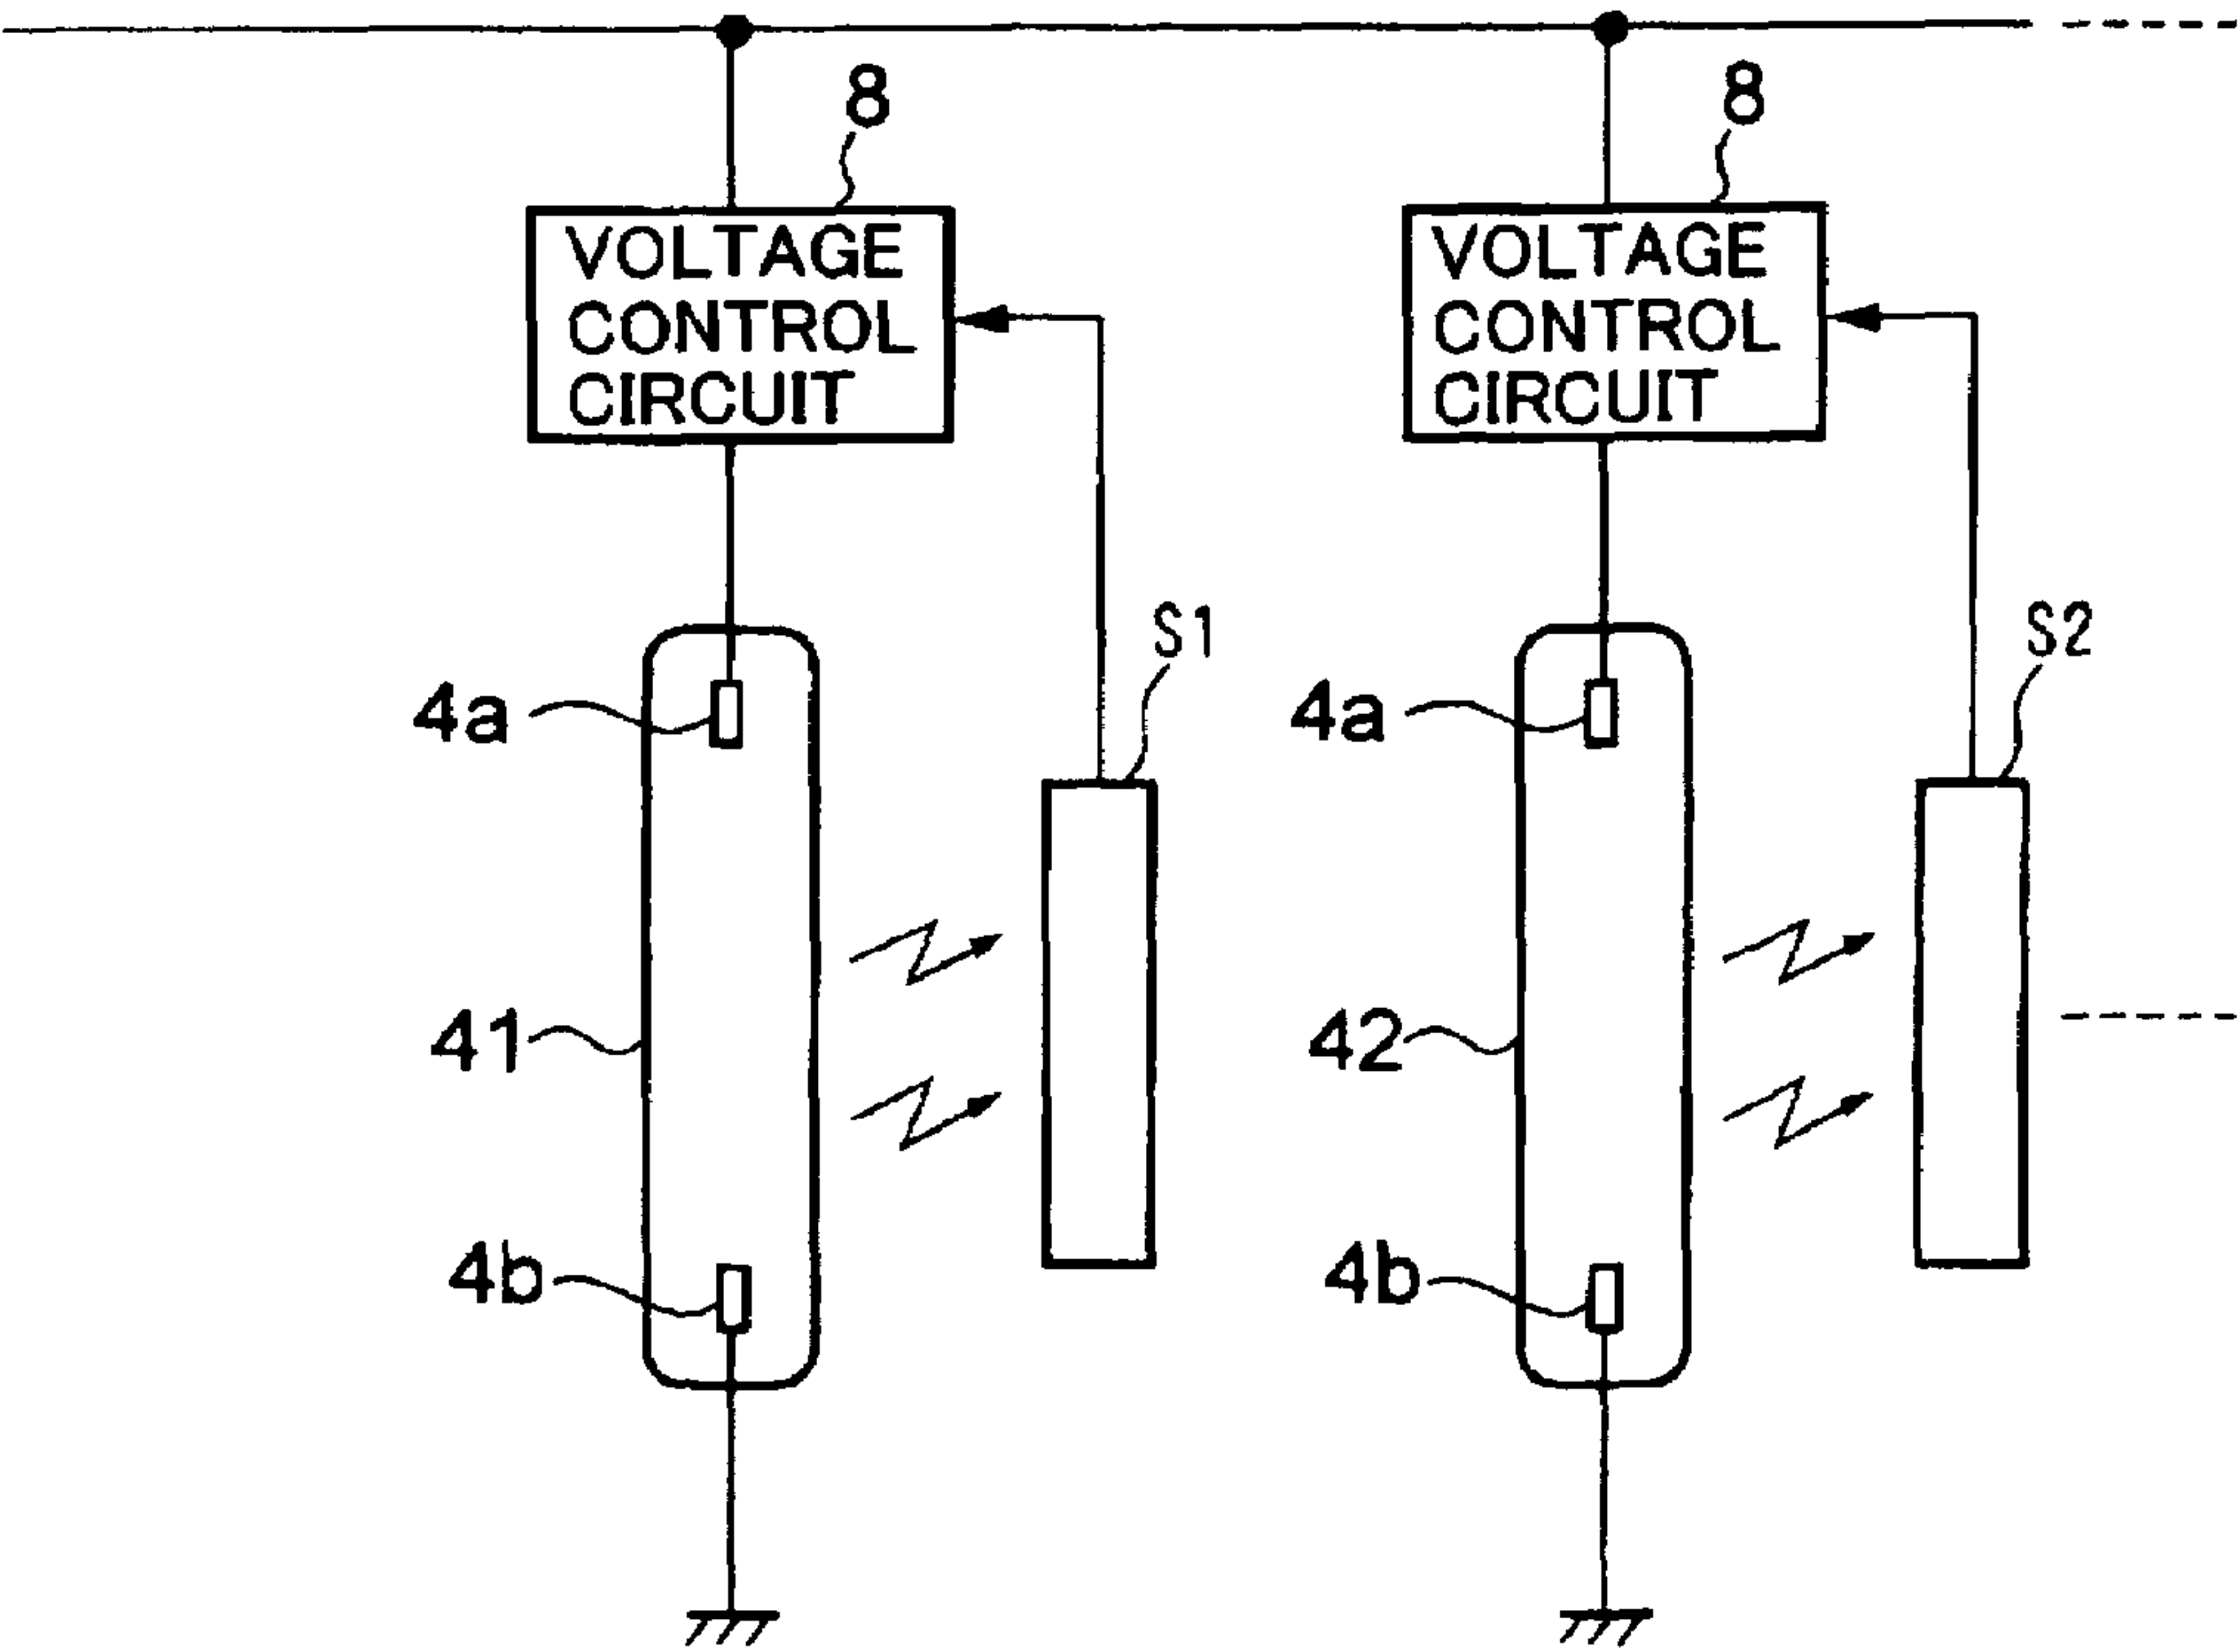 8
8
VOLTAGE
CONTROL
CIRCUIT
VOLTAGE
CONTROL
CIRCUIT
S1
S2
4a
4a
41
42
4b
4b